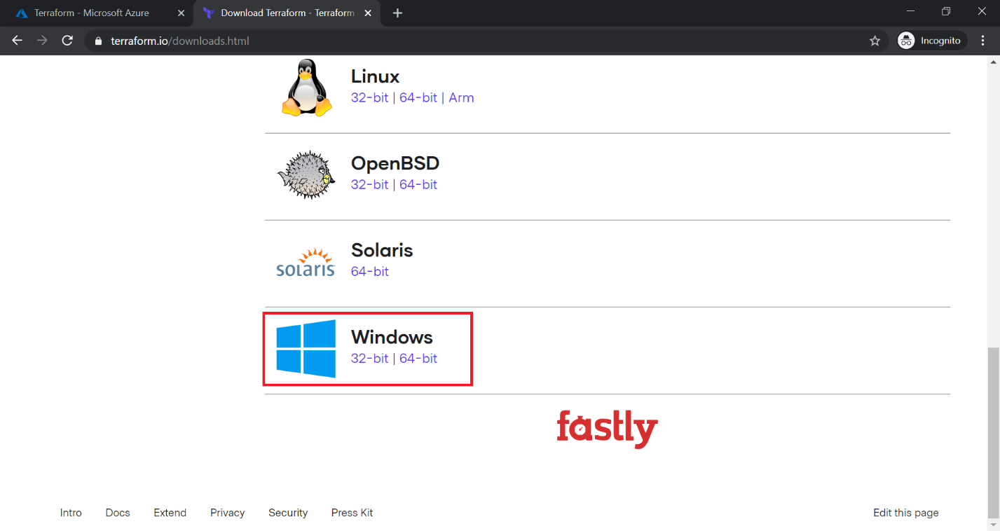 Terraform - Microsoft Azure
Download Terraform - Terraform
terraform.io/downloads.html
Incognito
Linux
32-bit | 64-bit | Arm
OpenBSD
32-bit | 64-bit
solaris
Solaris
64-bit
Windows
32-bit | 64-bit
fastly
Intro Docs Extend Privacy Security Press Kit Edit this page